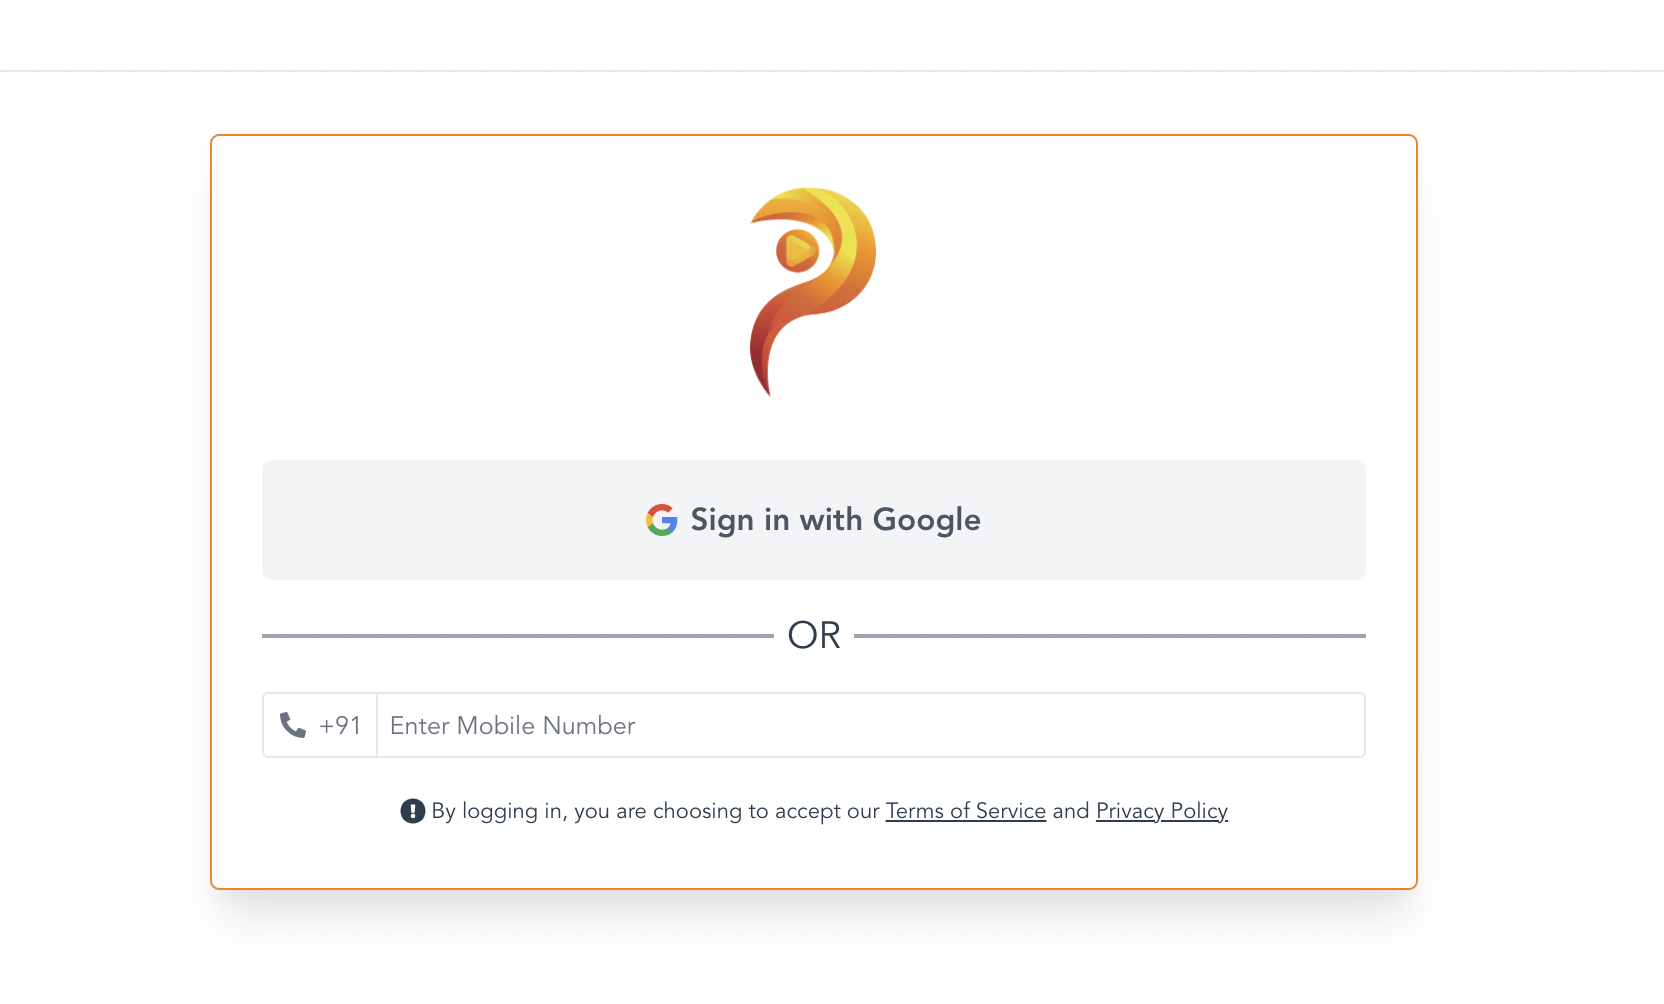 Sign in with Google
OR
+91 Enter Mobile Number
By logging in, you are choosing to accept our Terms of Service and Privacy Policy